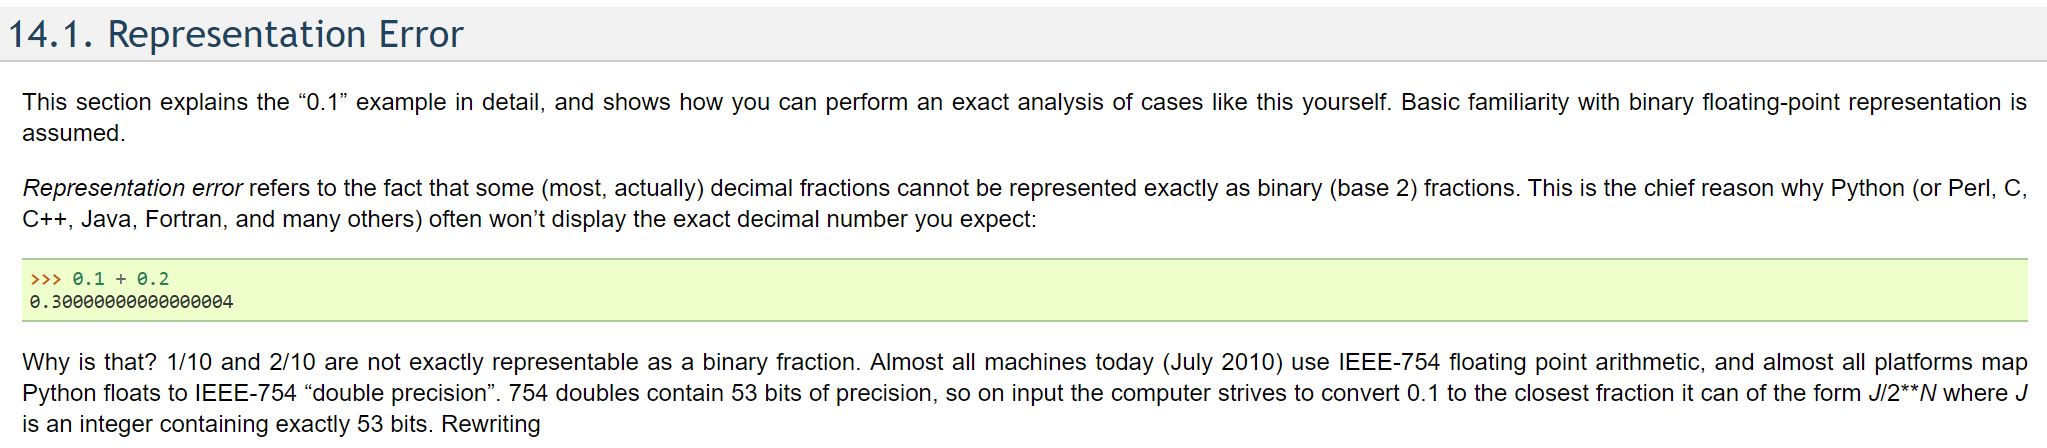 14.1. Representation Error
This section explains the “0.1” example in detail, and shows how you can perform an exact analysis of cases like this yourself. Basic familiarity with binary floating-point representation is
assumed.
Representation error refers to the fact that some (most, actually) decimal fractions cannot be represented exactly as binary (base 2) fractions. This is the chief reason why Python (or Perl, C,
C++, Java, Fortran, and many others) often won’t display the exact decimal number you expect:
>>> 0.1 + 0.2
0.30000000000000004
Why is that? 1/10 and 2/10 are not exactly representable as a binary fraction. Almost all machines today (July 2010) use IEEE-754 floating point arithmetic, and almost all platforms map
Python floats to IEEE-754 “double precision”. 754 doubles contain 53 bits of precision, so on input the computer strives to convert 0.1 to the closest fraction it can of the form J/2**N where J
is an integer containing exactly 53 bits. Rewriting